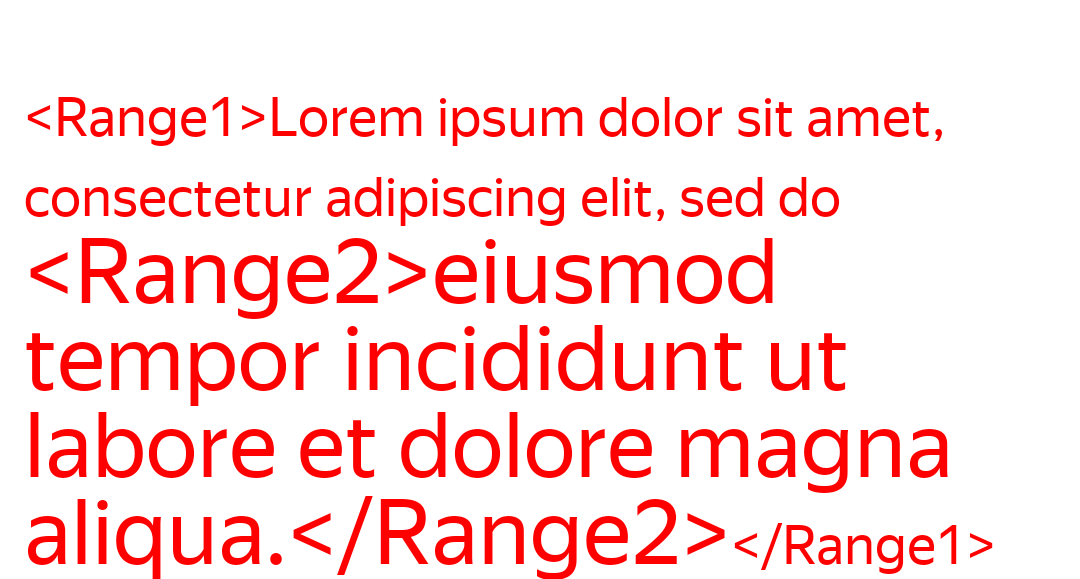 <Range1>Lorem ipsum dolor sit amet,
consectetur adipiscing elit, sed do
<Range2>eiusmod
tempor incididunt ut
labore et dolore magna
aliqua.</Range2></Range1>